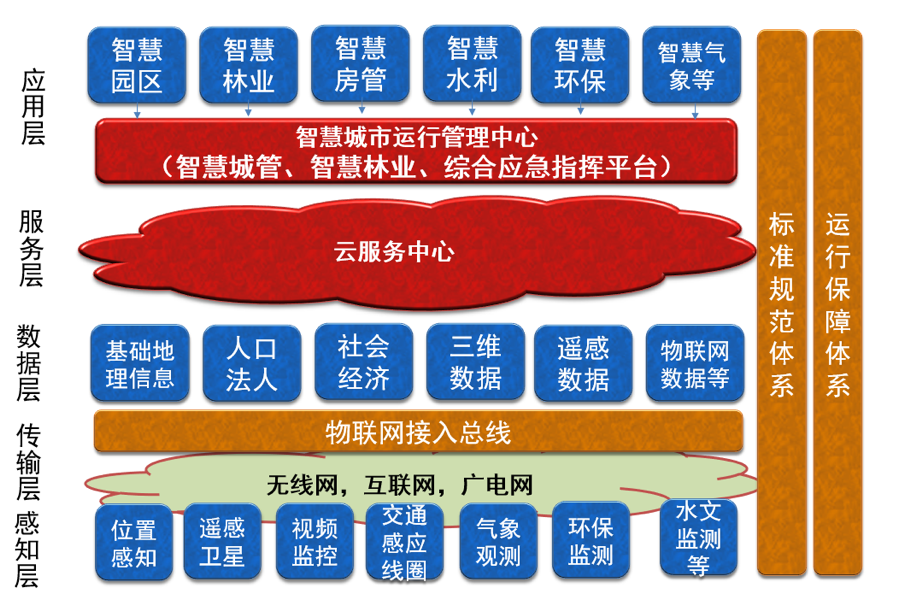 应用层
智慧
园区
智慧
林业
智慧
房管
智慧
水利
智慧
环保
智慧气
象等
智慧城市运行管理中心
（智慧城管、智慧林业、综合应急指挥平台）
服务层
云服务中心
数据层
基础地
理信息
人口
法人
社会
经济
三维
数据
遥感
数据
物联网
数据等
传输层
物联网接入总线
无线网，互联网，广电网
感知层
位置
感知
遥感
卫星
视频
监控
交通
感应
线圈
气象
观测
环保
监测
水文
监测
等
标准规范体系
运行保障体系